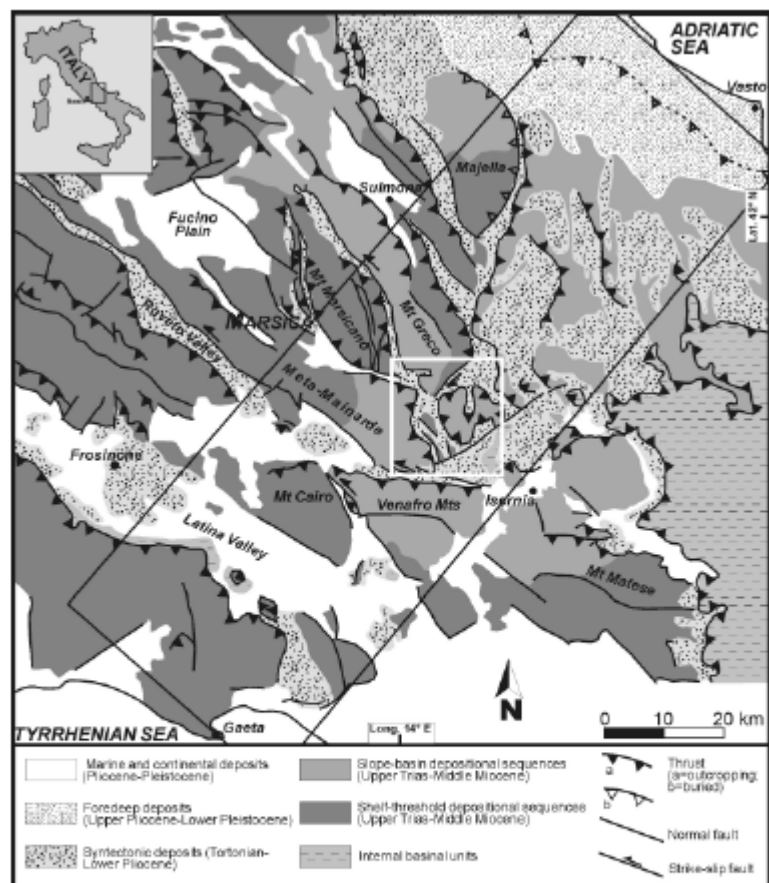 ITALY
ADRIATIC
SEA
Vasto
Lat. 42° N
Majella
Sulmona
Fucino
Plain
Mt Marsicano
Mt Greco
MARSICA
Roveto Valley
Meta-Mainarde
Frosinone
Mt Cairo
Venafro Mts
Isernia
Latina Valley
Mt Matese
N
TYRRHENIAN SEA
Gaeta
Long. 14° E
0 10 20 km
Marine and continental deposits
(Pliocene-Pleistocene)
Foredeep deposits
(Upper Pliocene-Lower Pleistocene)
Syntectonic deposits (Tortonian-
Lower Pliocene)
Slope-basin depositional sequences
(Upper Trias-Middle Miocene)
Shelf-threshold depositional sequences
(Upper Trias-Middle Miocene)
Internal basinal units
a
b
Thrust
(a=outcropping;
b=buried)
Normal fault
Strike-slip fault